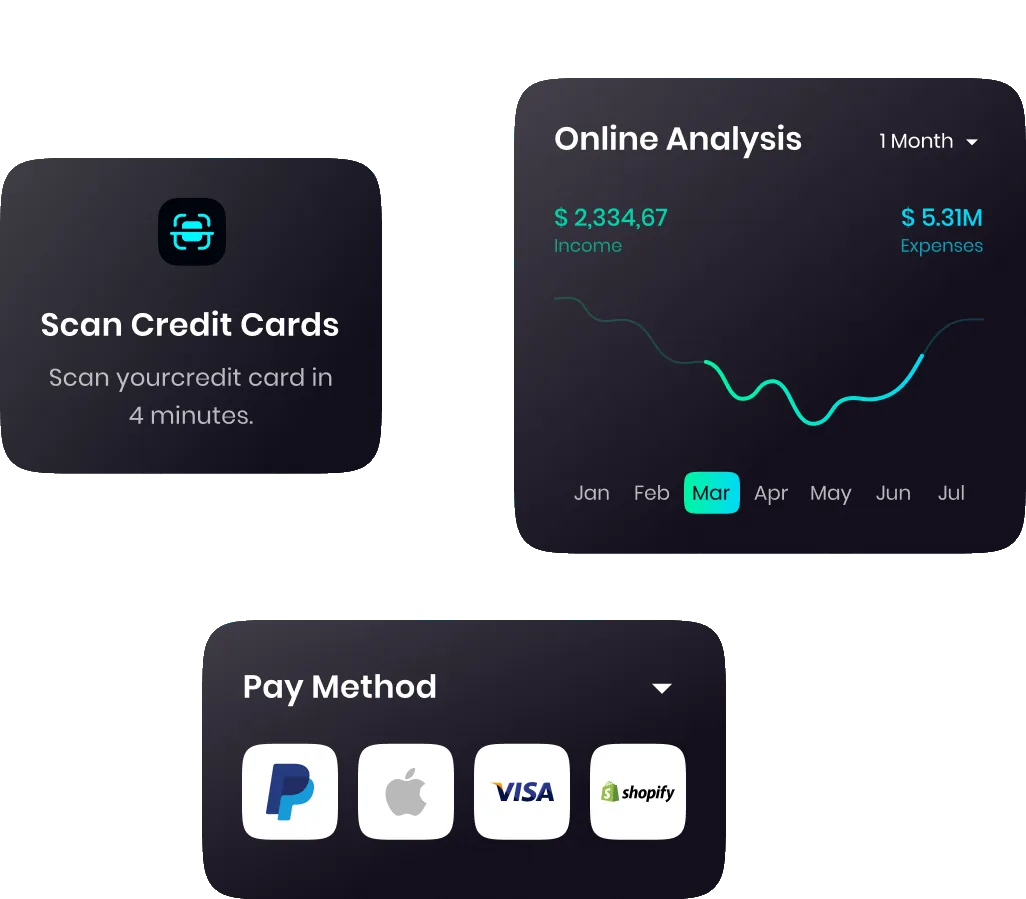 Online Analysis
1 Month
$ 2,334,67
$ 5.31M
Income
Expenses
Jan Feb Mar Apr May Jun Jul
Scan Credit Cards
Scan yourcredit card in
4 minutes.
Pay Method
VISA
shopify